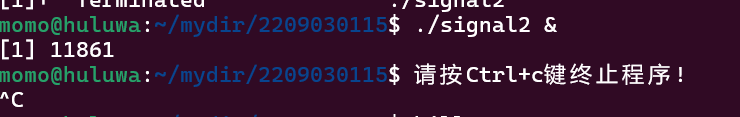 [1]+  Terminated              ./signal2
momo@huluwa:~/mydir/2209030115$ ./signal2 &
[1] 11861
momo@huluwa:~/mydir/2209030115$ 请按Ctrl+c键终止程序!
^C